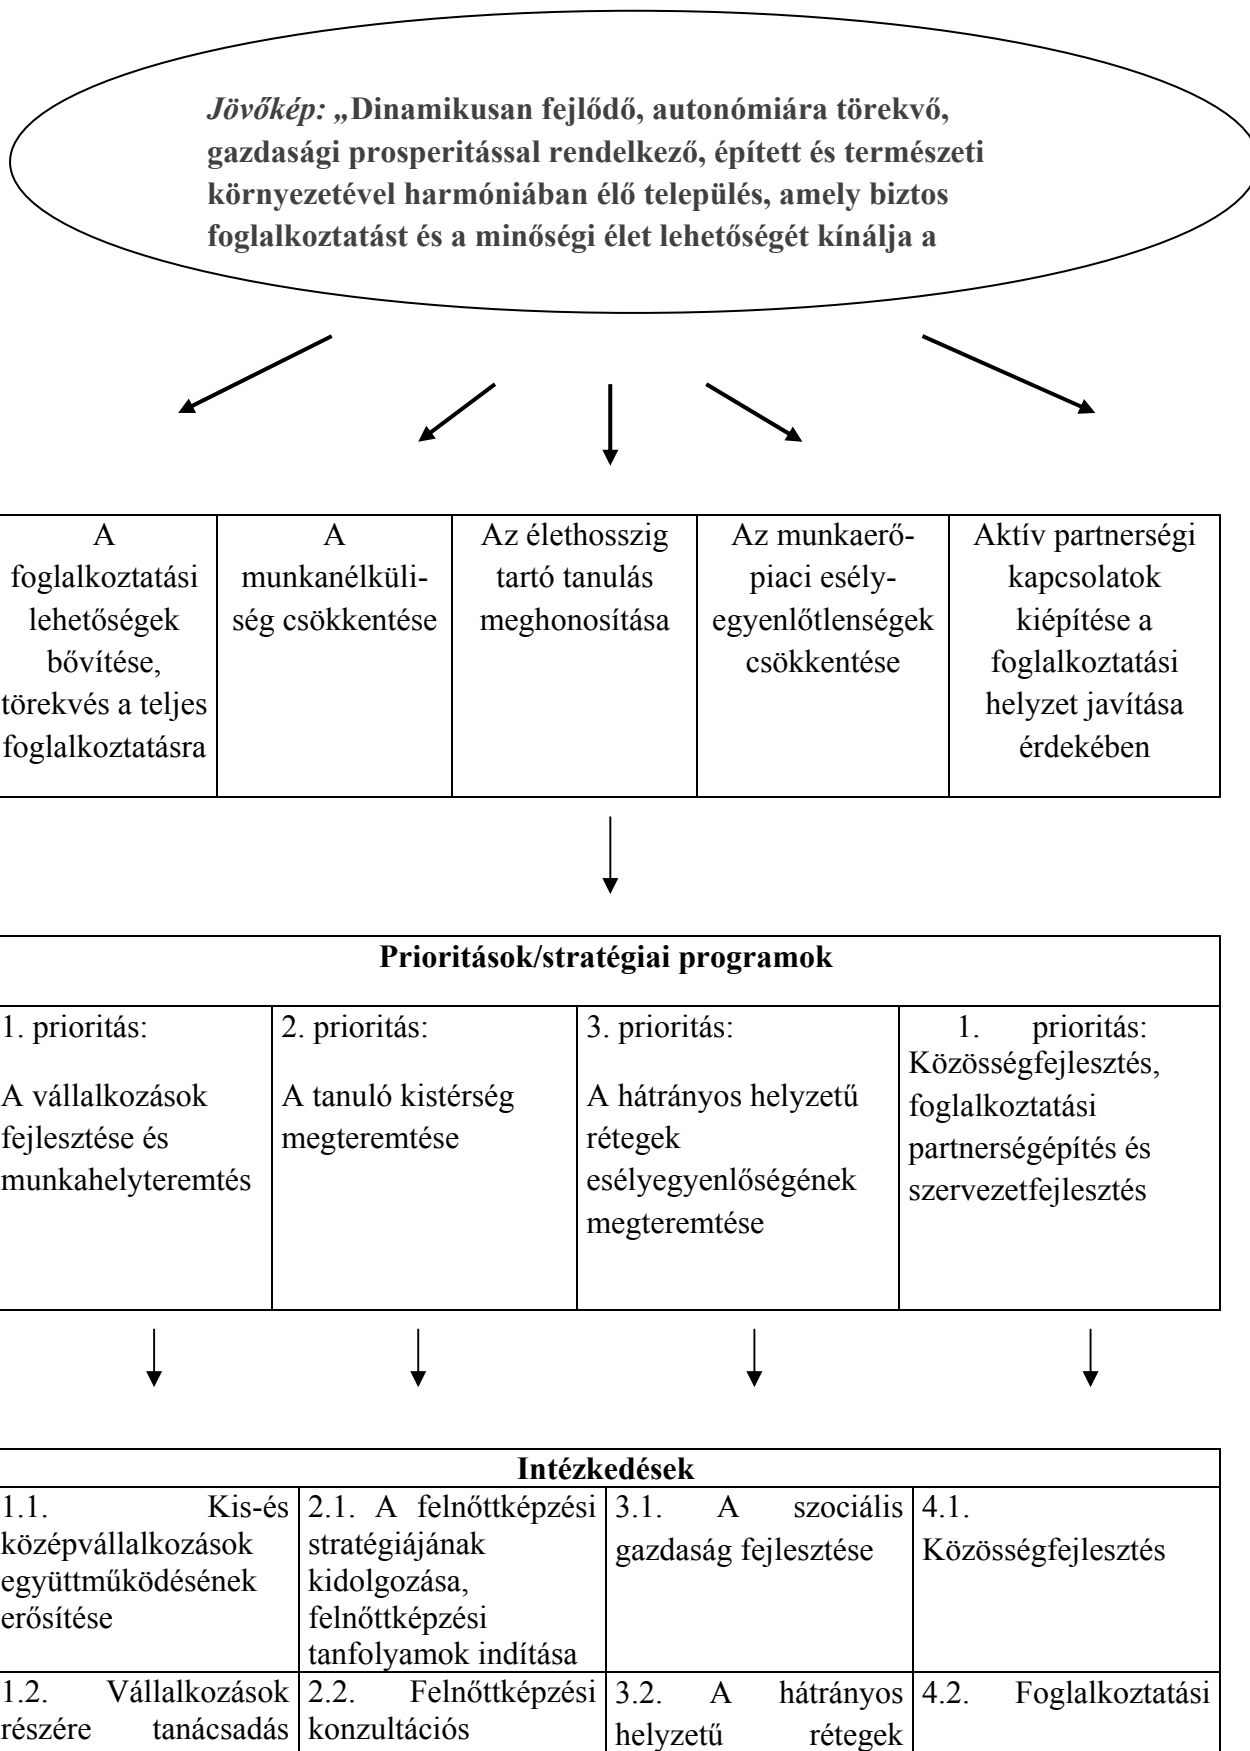 Jövőkép: „Dinamikusan fejlődő, autonómiára törekvő,
gazdasági prosperitással rendelkező, épített és természeti
környezetével harmóniában élő település, amely biztos
foglalkoztatást és a minőségi élet lehetőségét kínálja a
A
foglalkoztatási
lehetőségek
bővítése,
törekvés a teljes
foglalkoztatásra
A
munkanélküli-
ség csökkentése
Az élethosszig
tartó tanulás
meghonosítása
Az munkaerő-
piaci esély-
egyenlőtlenségek
csökkentése
Aktív partnerségi
kapcsolatok
kiépítése a
foglalkoztatási
helyzet javítása
érdekében
Prioritások/stratégiai programok
1. prioritás:
A vállalkozások
fejlesztése és
munkahelyteremtés
2. prioritás:
A tanuló kistérség
megteremtése
3. prioritás:
A hátrányos helyzetű
rétegek
esélyegyenlőségének
megteremtése
1. prioritás:
Közösségfejlesztés,
foglalkoztatási
partnerségépítés és
szervezetfejlesztés
Intézkedések
1.1. Kis-és
középvállalkozások
együttműködésének
erősítése
2.1. A felnőttképzési
stratégiájának
kidolgozása,
felnőttképzési
tanfolyamok indítása
3.1. A szociális
gazdaság fejlesztése
4.1.
Közösségfejlesztés
1.2. Vállalkozások
részére tanácsadás
2.2. Felnőttképzési
konzultációs
3.2. A hátrányos
helyzetű rétegek
4.2. Foglalkoztatási